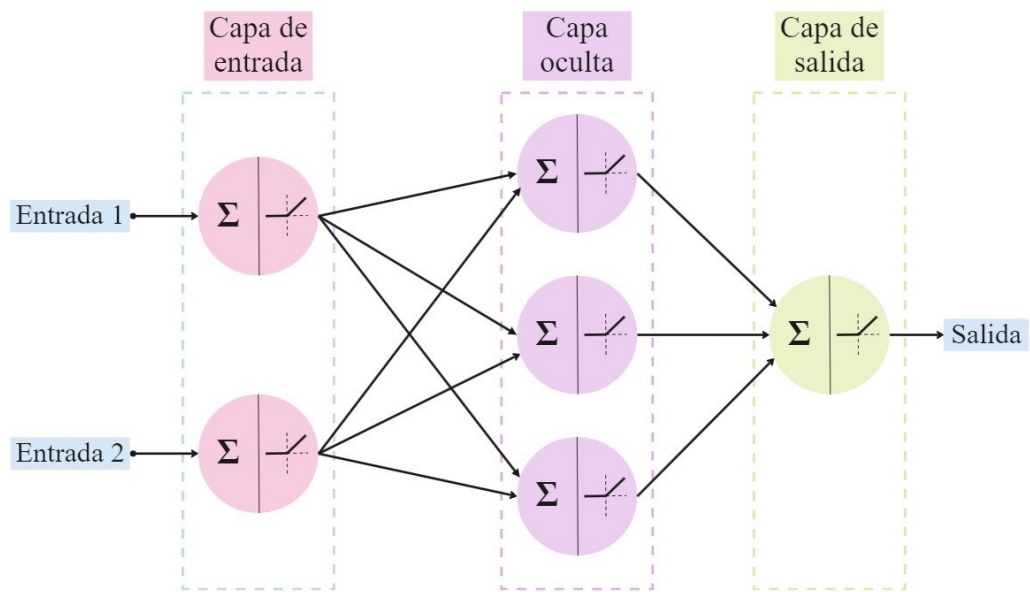 Capa de
entrada
Capa
oculta
Capa de
salida
Σ
Σ
Entrada 1
Σ
Σ
Σ
Salida
Entrada 2
Σ